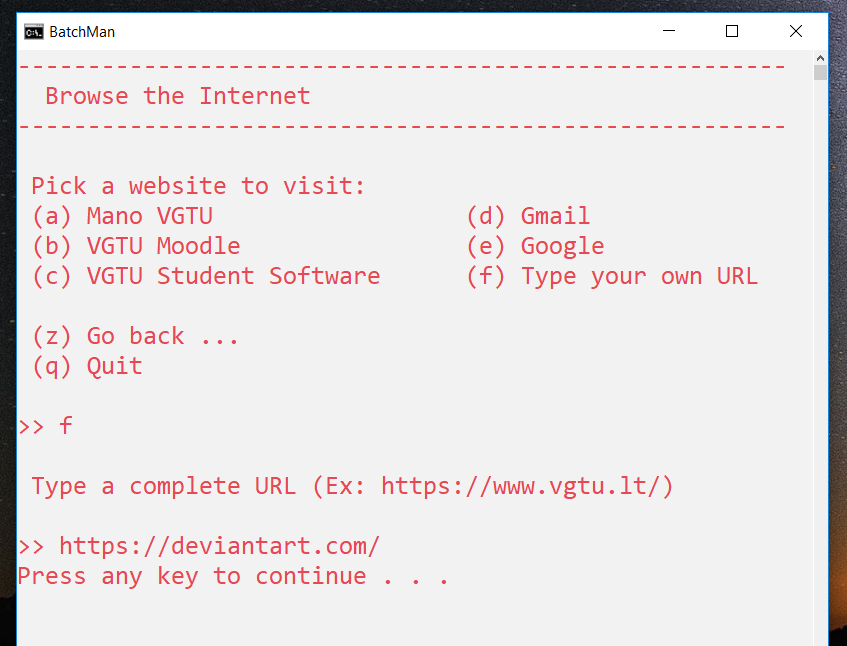 BatchMan
-------------------------------------------------------
Browse the Internet
-------------------------------------------------------
Pick a website to visit:
(a) Mano VGTU (d) Gmail
(b) VGTU Moodle (e) Google
(c) VGTU Student Software (f) Type your own URL
(z) Go back ...
(q) Quit
>> f
Type a complete URL (Ex: https://www.vgtu.lt/)
>> https://deviantart.com/
Press any key to continue . . .